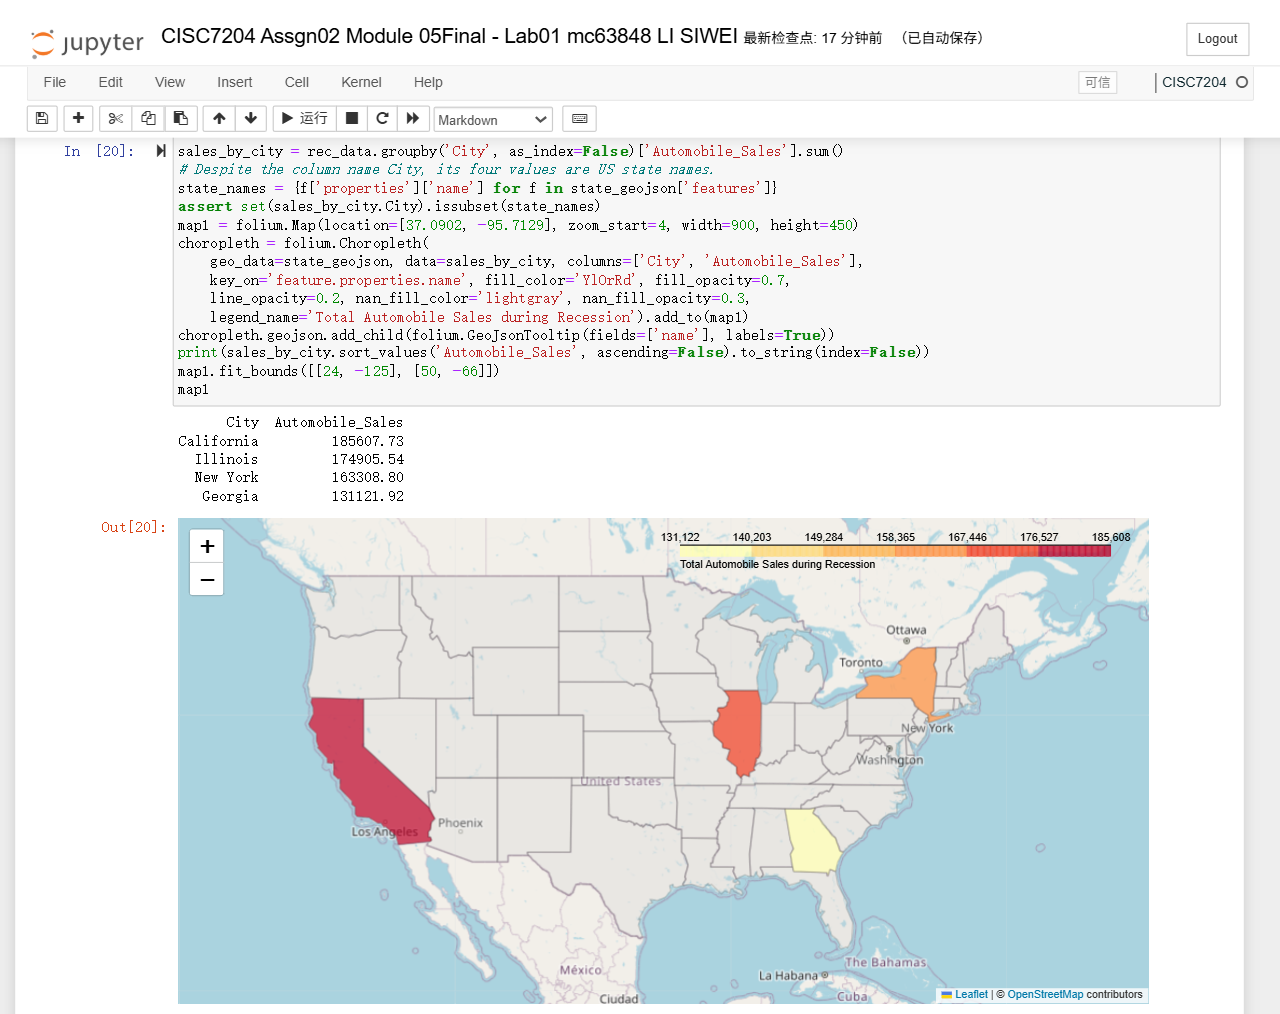 jupyter CISC7204 Assgn02 Module 05Final - Lab01 mc63848 LI SIWEI 最新检查点: 17 分钟前 (已自动保存) Logout
File Edit View Insert Cell Kernel Help 可信 CISC7204
运行 Markdown
In [20]:
sales_by_city = rec_data.groupby('City', as_index=False)['Automobile_Sales'].sum()
# Despite the column name City, its four values are US state names.
state_names = {f['properties']['name'] for f in state_geojson['features']}
assert set(sales_by_city.City).issubset(state_names)
map1 = folium.Map(location=[37.0902, -95.7129], zoom_start=4, width=900, height=450)
choropleth = folium.Choropleth(
    geo_data=state_geojson, data=sales_by_city, columns=['City', 'Automobile_Sales'],
    key_on='feature.properties.name', fill_color='YlOrRd', fill_opacity=0.7,
    line_opacity=0.2, nan_fill_color='lightgray', nan_fill_opacity=0.3,
    legend_name='Total Automobile Sales during Recession').add_to(map1)
choropleth.geojson.add_child(folium.GeoJsonTooltip(fields=['name'], labels=True))
print(sales_by_city.sort_values('Automobile_Sales', ascending=False).to_string(index=False))
map1.fit_bounds([[24, -125], [50, -66]])
map1
City Automobile_Sales
California 185607.73
Illinois 174905.54
New York 163308.80
Georgia 131121.92
Out[20]:
+
−
131,122 140,203 149,284 158,365 167,446 176,527 185,608
Total Automobile Sales during Recession
Ottawa
Toronto
New York
Washington
United States
Phoenix
Los Angeles
The Bahamas
México
La Habana
Cuba
Ciudad
Leaflet | © OpenStreetMap contributors